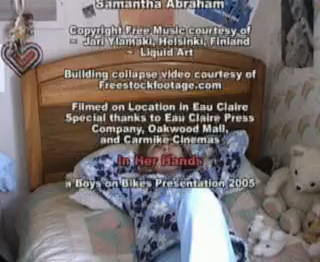 Samantha Abraham
Copyright Free Music courtesy of
~ Jari Ylamaki, Helsinki, Finland
~ Liquid Art
Building collapse video courtesy of
Freestockfootage.com
Filmed on Location in Eau Claire
Special thanks to Eau Claire Press
Company, Oakwood Mall,
and Carmike Cinemas
In Her Hands
a Boys on Bikes Presentation 2005